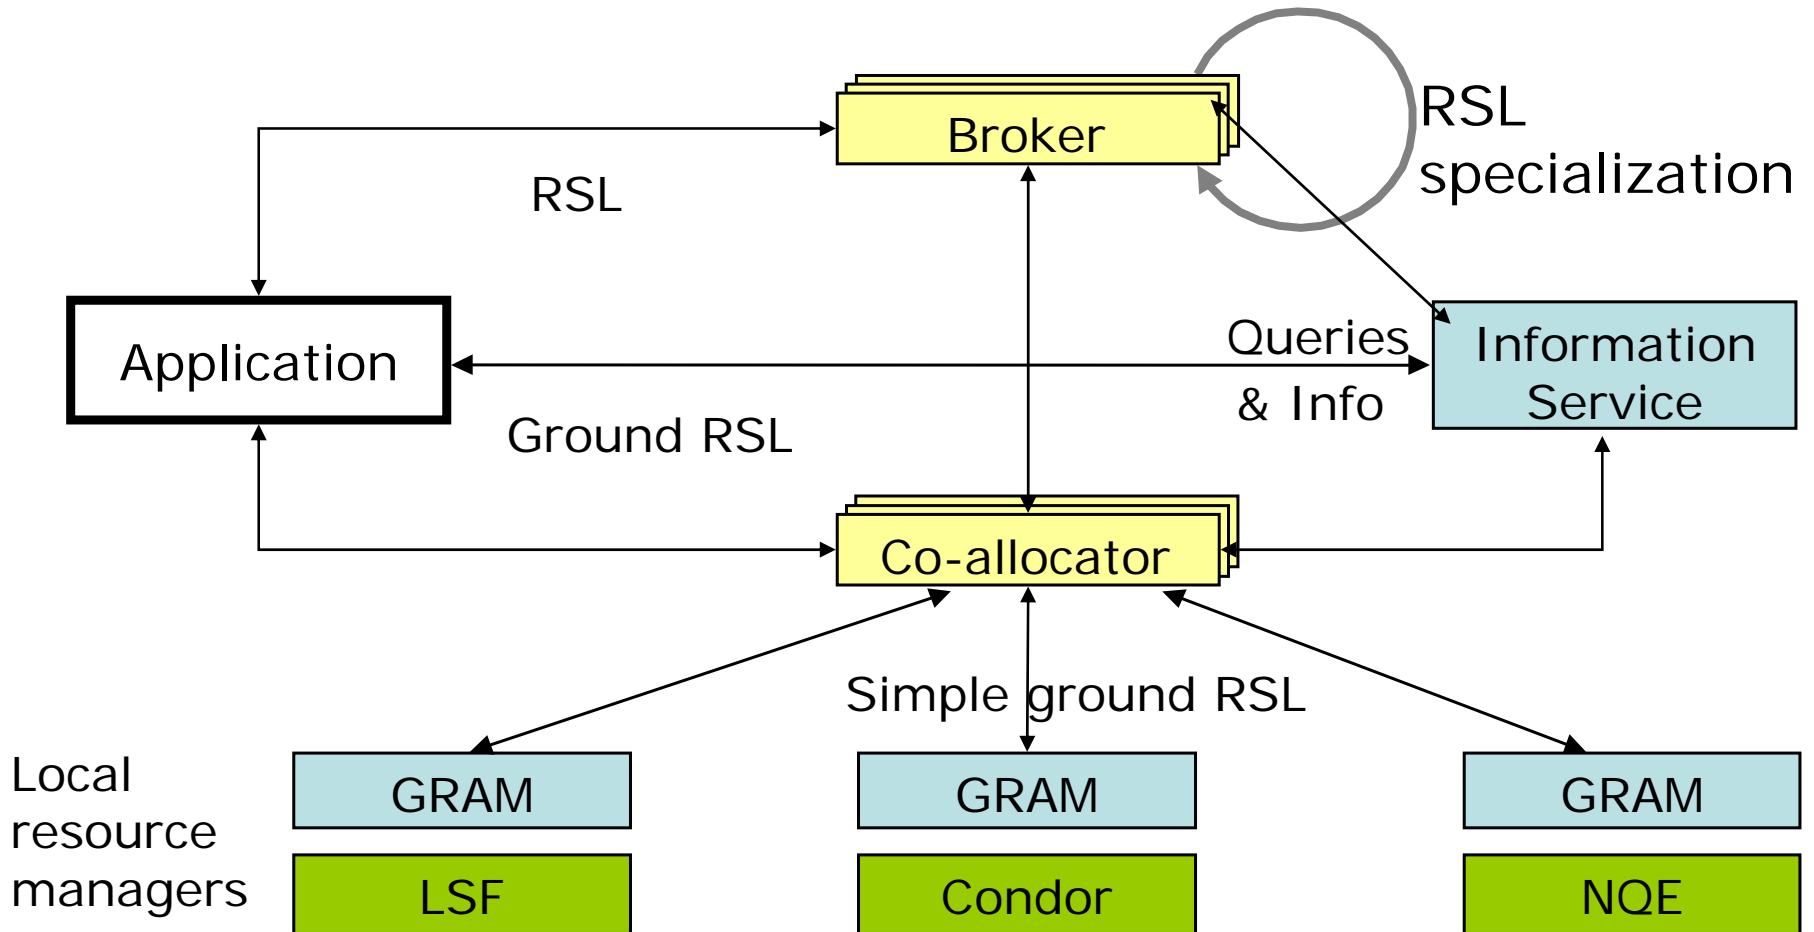 Broker
RSL
specialization
RSL
Application
Queries
& Info
Information
Service
Ground RSL
Co-allocator
Simple ground RSL
Local
resource
managers
GRAM
GRAM
GRAM
LSF
Condor
NQE